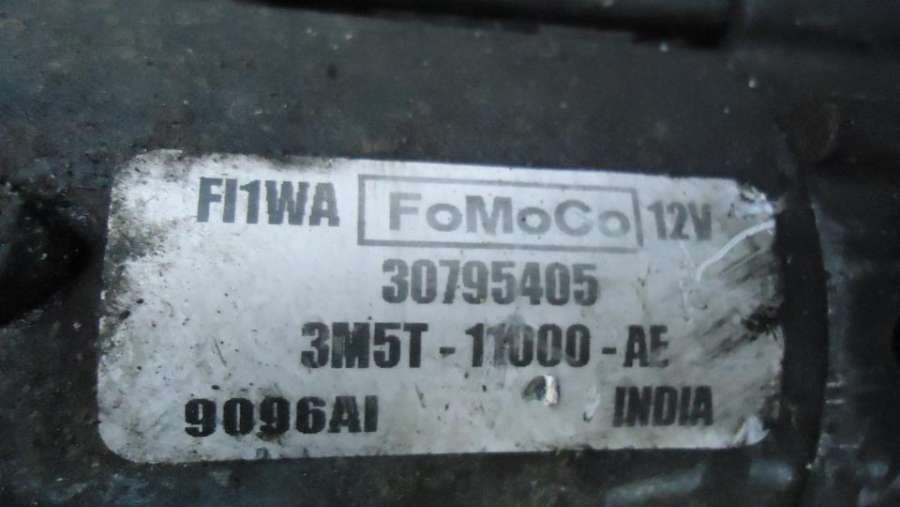 FI1WA FoMoCo 12V
30795405
3M5T - 11000 - AE
9096AI INDIA